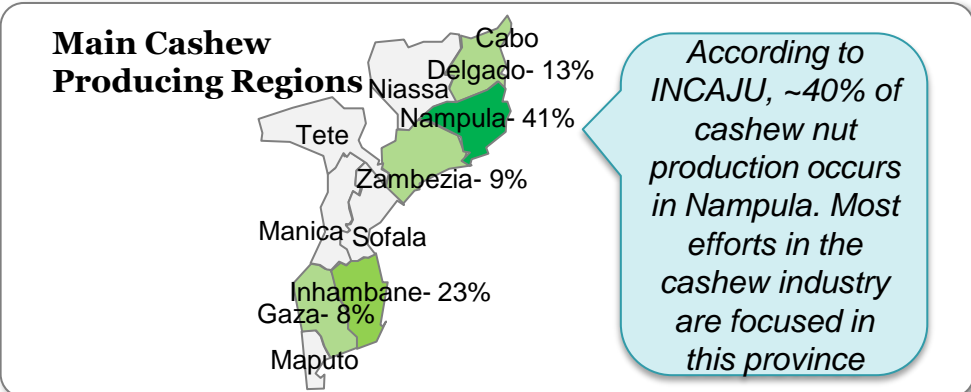 Main Cashew
Producing Regions
Cabo
Delgado- 13%
Niassa
Nampula- 41%
Tete
Zambezia- 9%
Manica
Sofala
Inhambane- 23%
Gaza- 8%
Maputo
According to
INCAJU, ~40% of
cashew nut
production occurs
in Nampula. Most
efforts in the
cashew industry
are focused in
this province